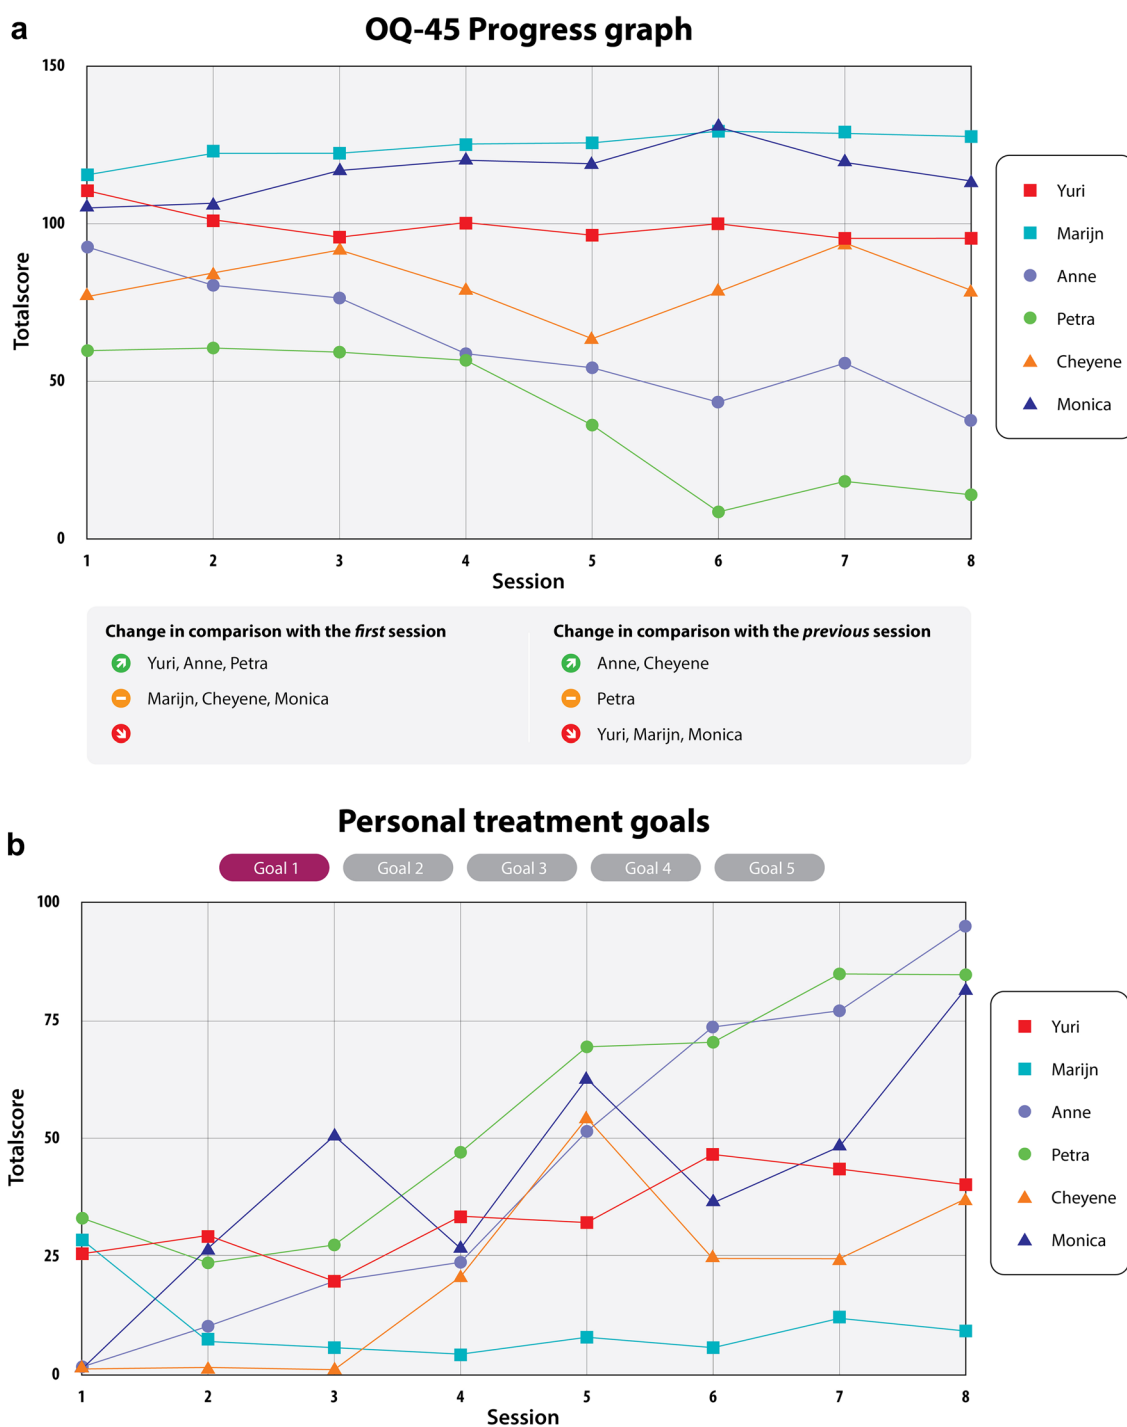 a
OQ-45 Progress graph
150
100
50
0
Totalscore
1 2 3 4 5 6 7 8
Session
Yuri
Marijn
Anne
Petra
Cheyene
Monica
Change in comparison with the first session
Yuri, Anne, Petra
Marijn, Cheyene, Monica
Change in comparison with the previous session
Anne, Cheyene
Petra
Yuri, Marijn, Monica
b
Personal treatment goals
Goal 1 Goal 2 Goal 3 Goal 4 Goal 5
100
75
50
25
0
Totalscore
1 2 3 4 5 6 7 8
Session
Yuri
Marijn
Anne
Petra
Cheyene
Monica